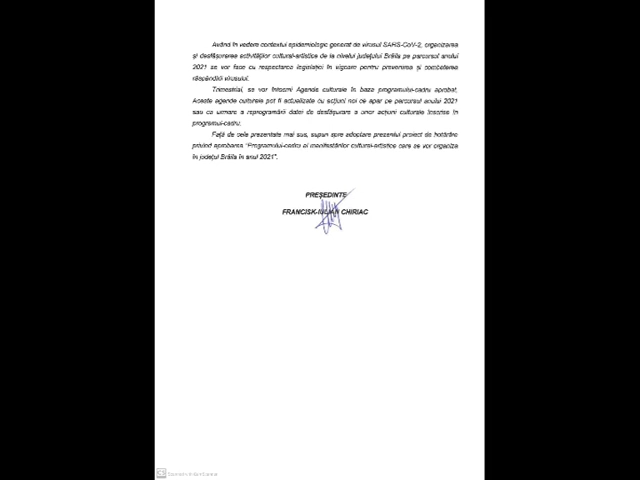 Având în vedere contextul epidemiologic generat de virusul SARS-CoV-2, organizarea
și desfășurarea activităților cultural-artistice de la nivelul județului Brăila pe parcursul anului
2021 se vor face cu respectarea legislației în vigoare pentru prevenirea și combaterea
răspândirii virusului.
Trimestrial, se vor întocmi Agende culturale în baza programului-cadru aprobat.
Aceste agende culturale pot fi actualizate cu acțiuni noi ce apar pe parcursul anului 2021
sau ca urmare a reprogramării datei de desfășurare a unor acțiuni culturale înscrise în
programul-cadru.
Față de cele prezentate mai sus, supun spre adoptare prezentul proiect de hotărâre
privind aprobarea "Programului-cadru al manifestărilor cultural-artistice care se vor organiza
în județul Brăila în anul 2021".
PREȘEDINTE
FRANCISK-IULIAN CHIRIAC
CS